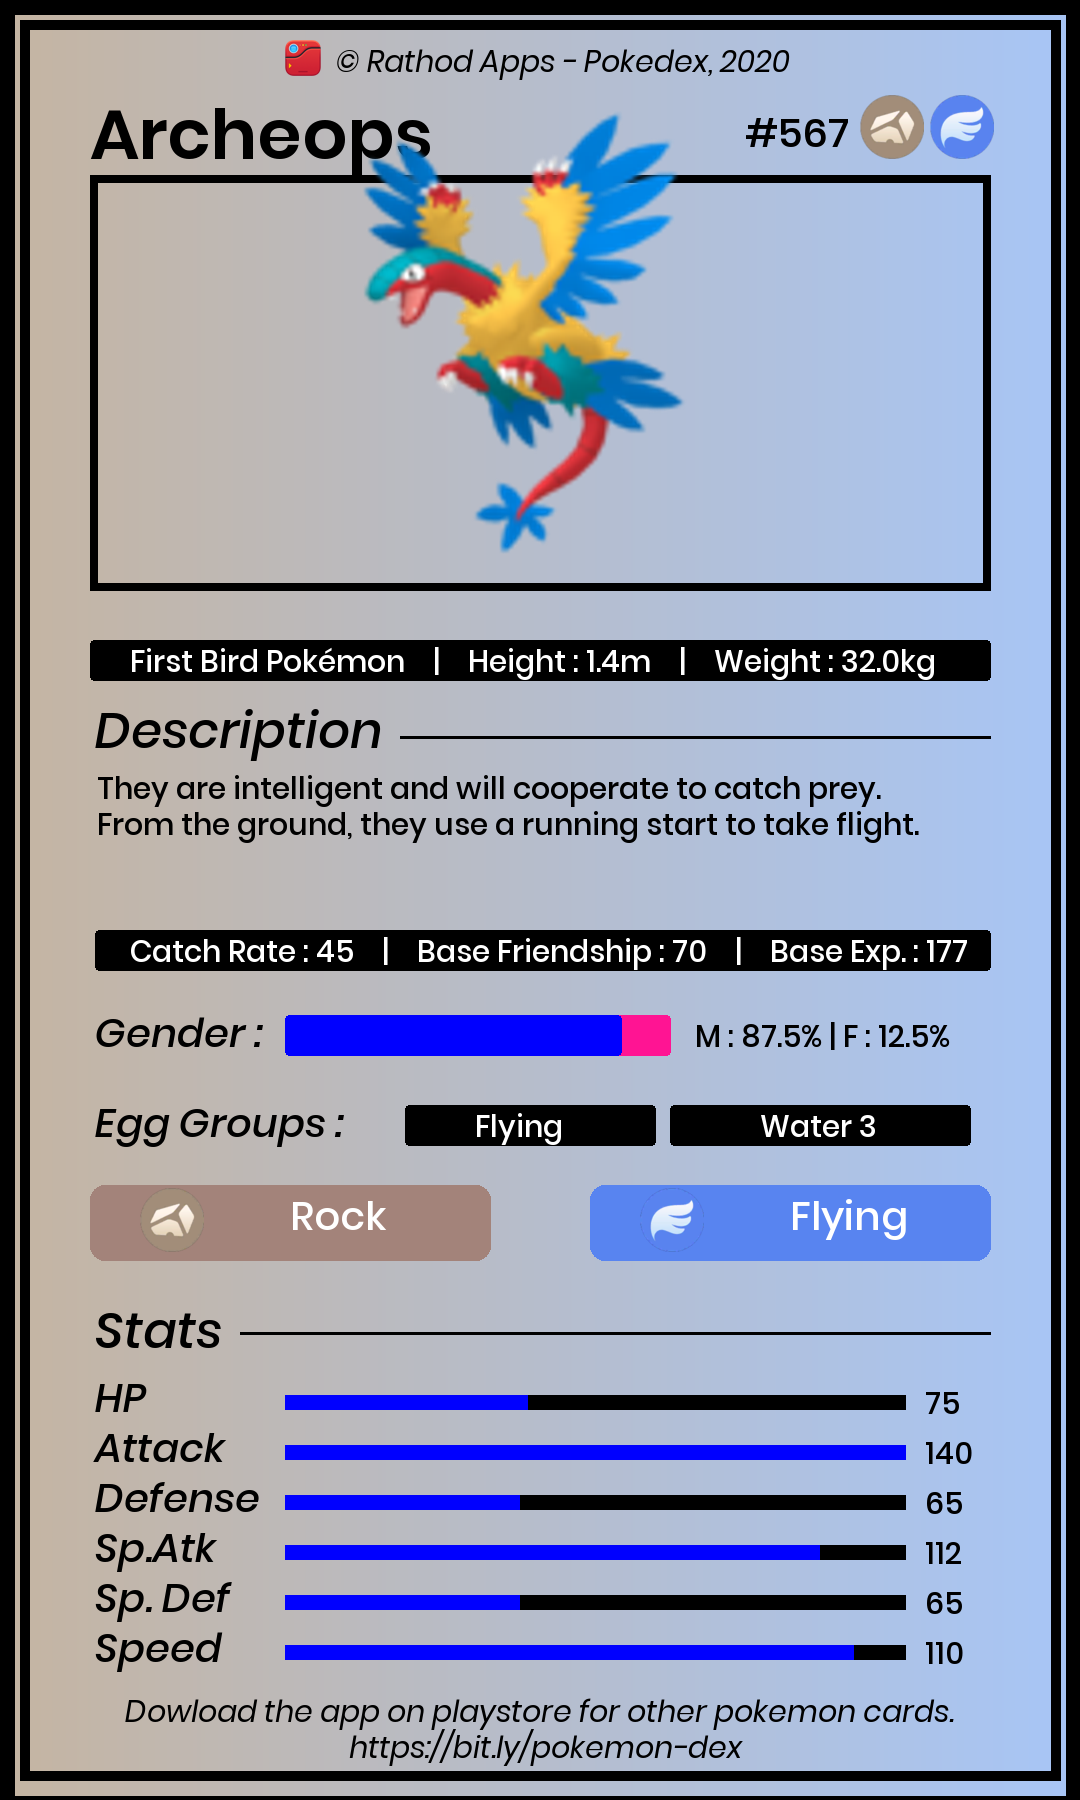 © Rathod Apps - Pokedex, 2020
Archeops #567
First Bird Pokémon | Height : 1.4m | Weight : 32.0kg
Description
They are intelligent and will cooperate to catch prey.
From the ground, they use a running start to take flight.
Catch Rate : 45 | Base Friendship : 70 | Base Exp. : 177
Gender : M : 87.5% | F : 12.5%
Egg Groups : Flying Water 3
Rock Flying
Stats
HP 75
Attack 140
Defense 65
Sp.Atk 112
Sp. Def 65
Speed 110
Dowload the app on playstore for other pokemon cards.
https://bit.ly/pokemon-dex